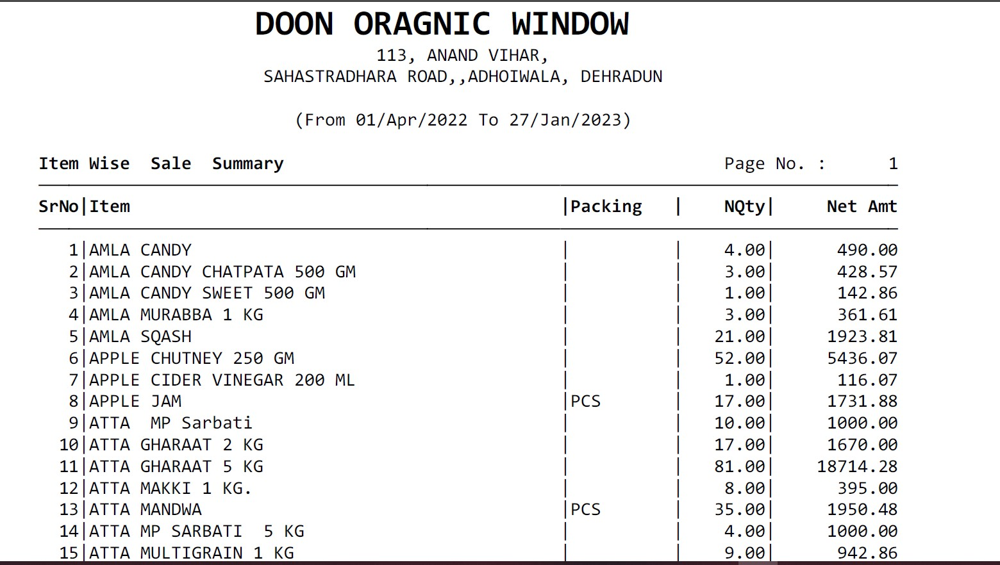 DOON ORAGNIC WINDOW
113, ANAND VIHAR,
SAHASTRADHARA ROAD,,ADHOIWALA, DEHRADUN
(From 01/Apr/2022 To 27/Jan/2023)
Item Wise  Sale  Summary Page No. : 1
SrNo|Item |Packing | NQty| Net Amt
1|AMLA CANDY | | 4.00| 490.00
2|AMLA CANDY CHATPATA 500 GM | | 3.00| 428.57
3|AMLA CANDY SWEET 500 GM | | 1.00| 142.86
4|AMLA MURABBA 1 KG | | 3.00| 361.61
5|AMLA SQASH | | 21.00| 1923.81
6|APPLE CHUTNEY 250 GM | | 52.00| 5436.07
7|APPLE CIDER VINEGAR 200 ML | | 1.00| 116.07
8|APPLE JAM |PCS | 17.00| 1731.88
9|ATTA  MP Sarbati | | 10.00| 1000.00
10|ATTA GHARAAT 2 KG | | 17.00| 1670.00
11|ATTA GHARAAT 5 KG | | 81.00| 18714.28
12|ATTA MAKKI 1 KG. | | 8.00| 395.00
13|ATTA MANDWA |PCS | 35.00| 1950.48
14|ATTA MP SARBATI  5 KG | | 4.00| 1000.00
15|ATTA MULTIGRAIN 1 KG | | 9.00| 942.86